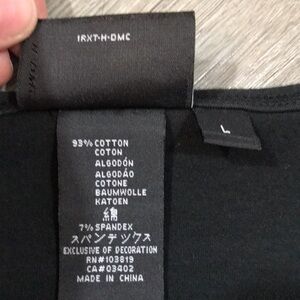 IRXT-H-DMC
L
93% COTTON
COTON
ALGODÓN
ALGODÃO
COTONE
BAUMWOLLE
KATOEN
綿
7% SPANDEX
スパンデックス
EXCLUSIVE OF DECORATION
RN#103819
CA#03402
MADE IN CHINA